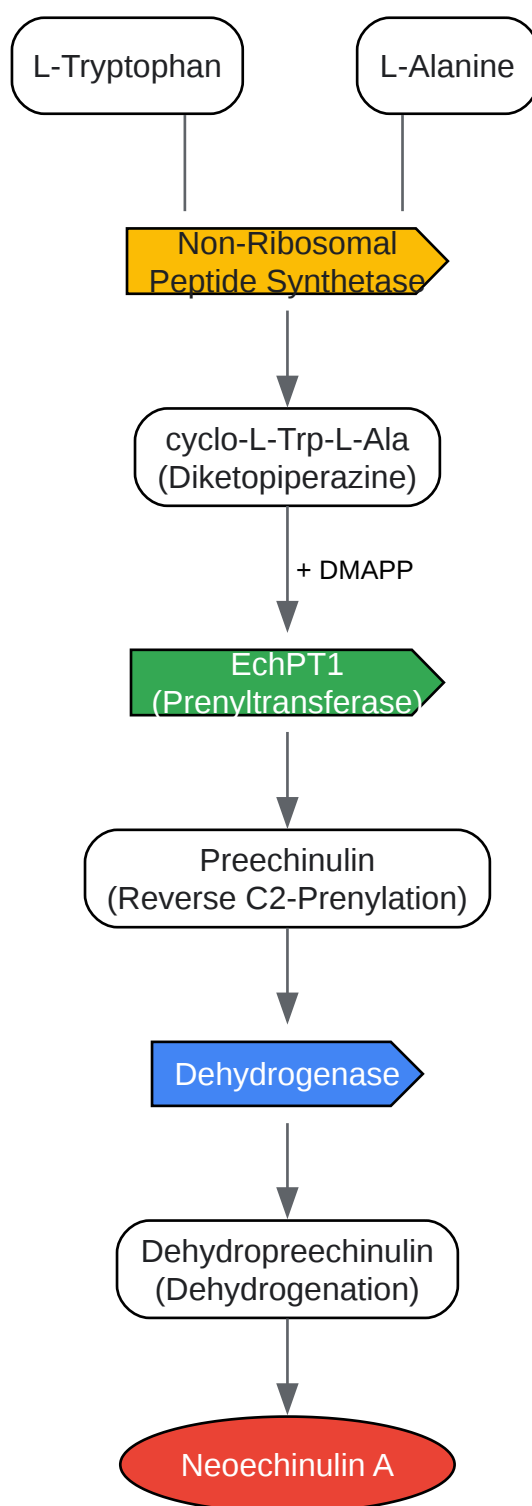 L-Tryptophan
L-Alanine
Non-Ribosomal
Peptide Synthetase
cyclo-L-Trp-L-Ala
(Diketopiperazine)
+ DMAPP
EchPT1
(Prenyltransferase)
Preechinulin
(Reverse C2-Prenylation)
Dehydrogenase
Dehydropreechinulin
(Dehydrogenation)
Neoechinulin A